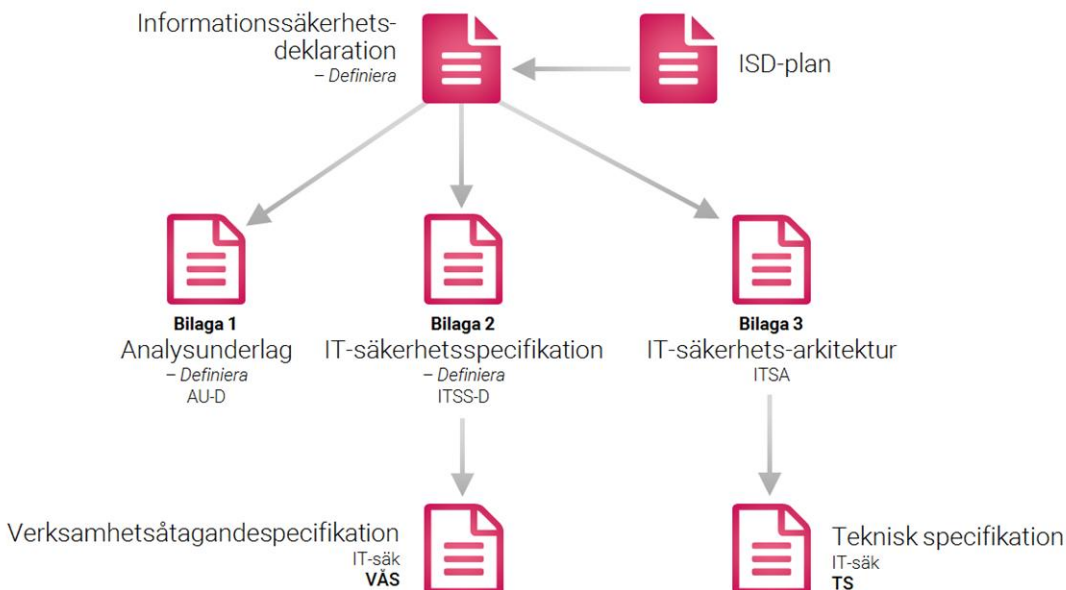 Informationssäkerhets-
deklaration
– Definiera
ISD-plan
Bilaga 1
Analysunderlag
– Definiera
AU-D
Bilaga 2
IT-säkerhetsspecifikation
– Definiera
ITSS-D
Bilaga 3
IT-säkerhets-arkitektur
ITSA
Verksamhetsåtagandespecifikation
IT-säk
VÅS
Teknisk specifikation
IT-säk
TS